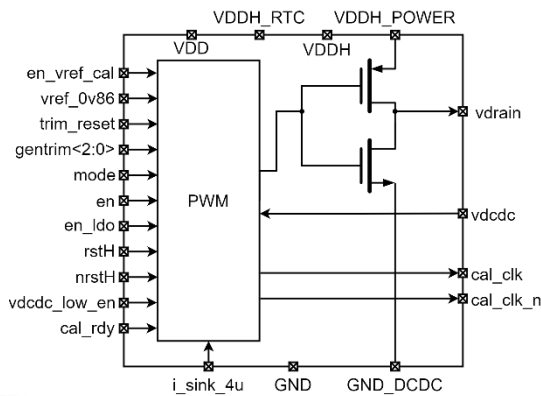 VDDH_RTC VDDH_POWER
VDD VDDH
en_vref_cal
vref_0v86
trim_reset
gentrim<2:0>
mode
en
en_ldo
rstH
nrstH
vdcdc_low_en
cal_rdy
PWM
vdrain
vdcdc
cal_clk
cal_clk_n
i_sink_4u GND GND_DCDC